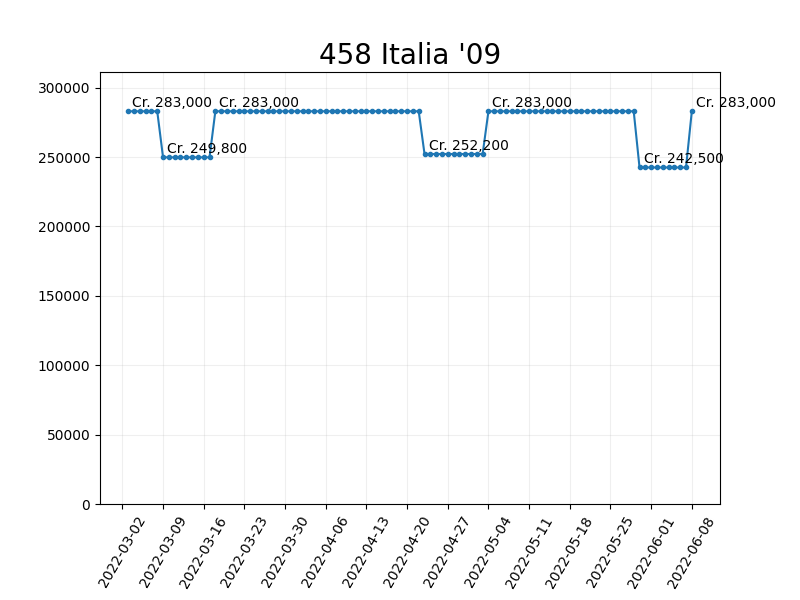 458 Italia '09
300000
250000
200000
150000
100000
50000
0
Cr. 283,000
Cr. 249,800
Cr. 283,000
Cr. 252,200
Cr. 283,000
Cr. 242,500
Cr. 283,000
2022-03-02
2022-03-09
2022-03-16
2022-03-23
2022-03-30
2022-04-06
2022-04-13
2022-04-20
2022-04-27
2022-05-04
2022-05-11
2022-05-18
2022-05-25
2022-06-01
2022-06-08